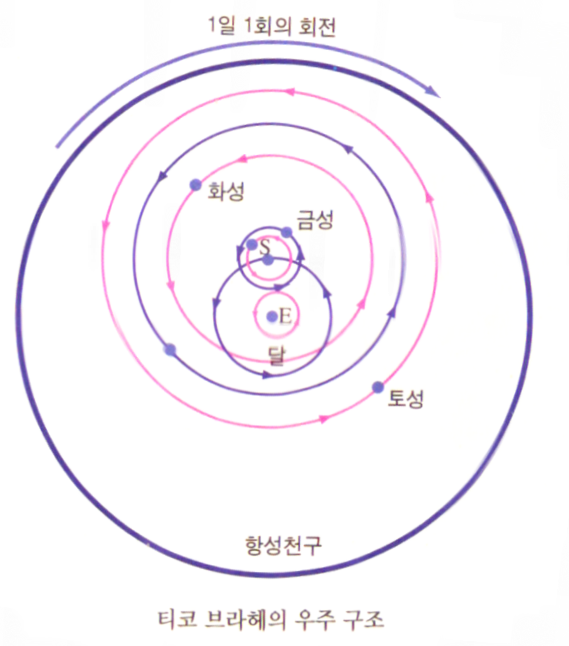 1일 1회의 회전
화성
금성
S
E
달
토성
항성천구
티코 브라헤의 우주 구조